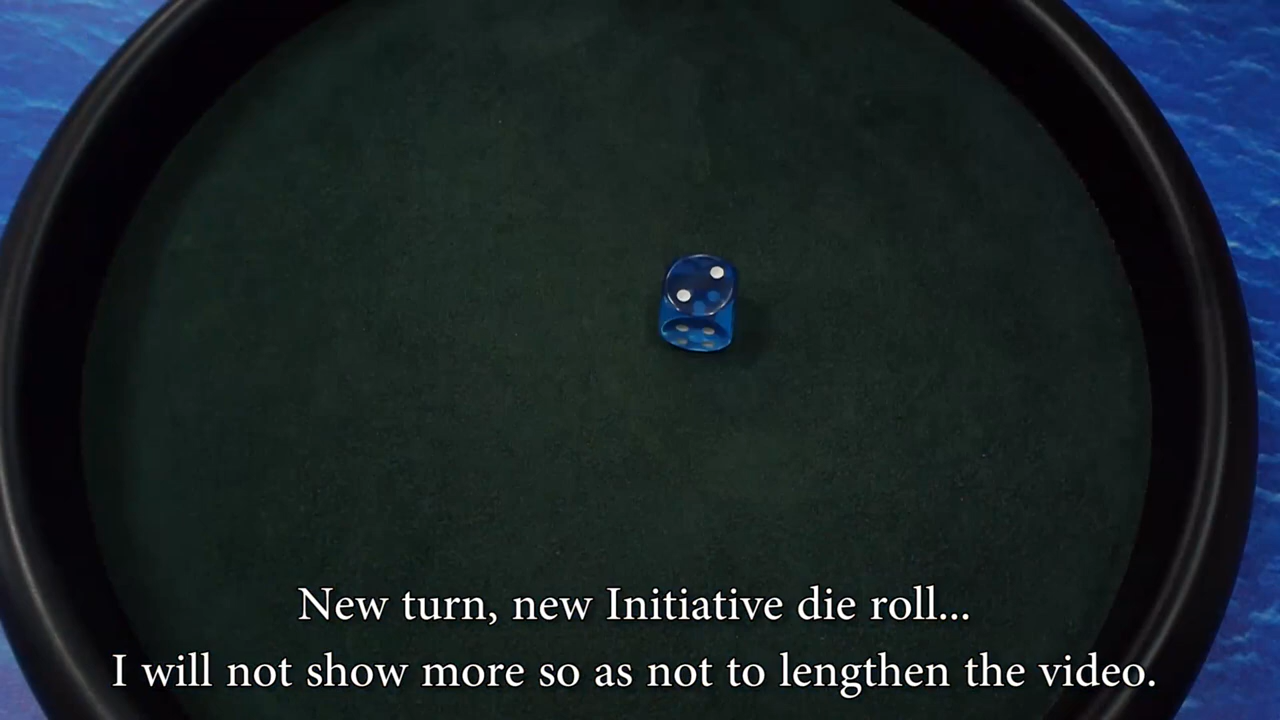 New turn, new Initiative die roll...
I will not show more so as not to lengthen the video.